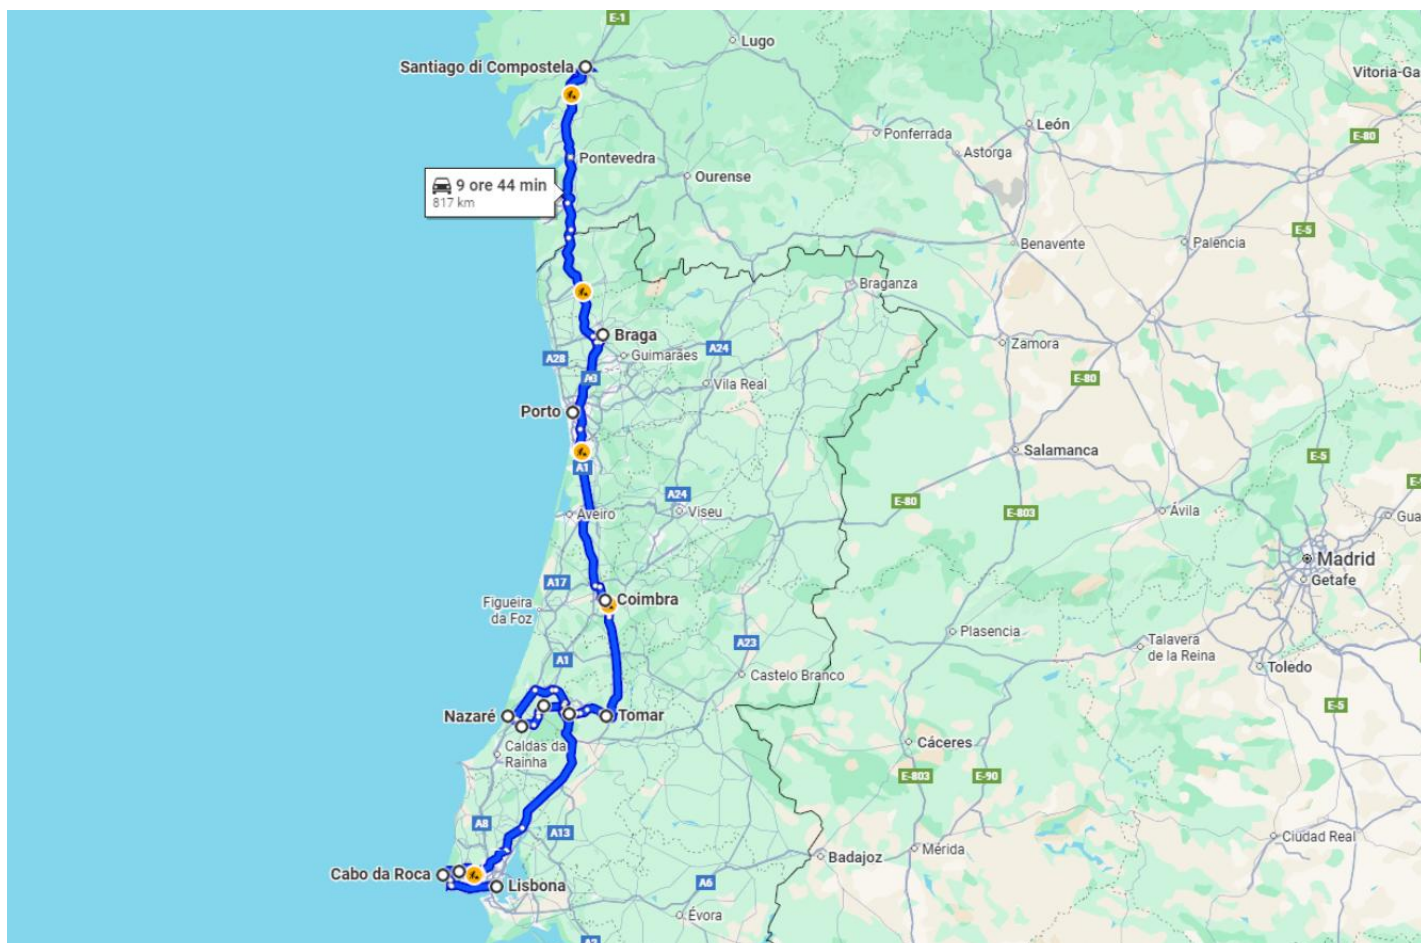 E-1
Lugo
Santiago di Compostela
Vitoria-Ga
León
Ponferrada
E-80
Astorga
Pontevedra
Ourense
9 ore 44 min
817 km
E-5
Benavente
Palencia
Braganza
Braga
Zamora
A28
Guimarães
A24
A3
E-80
Vila Real
Porto
Salamanca
E-5
A1
A24
E-80
Viseu
E-803
Ávila
Gua
Aveiro
Madrid
Getafe
A17
Figueira
da Foz
Coimbra
Plasencia
A23
Talavera
de la Reina
A1
Toledo
Castelo Branco
E-5
Nazaré
Tomar
Caldas da
Rainha
Cáceres
E-803
E-90
A8
A13
Ciudad Real
Mérida
Badajoz
Cabo da Roca
Lisbona
A6
Évora